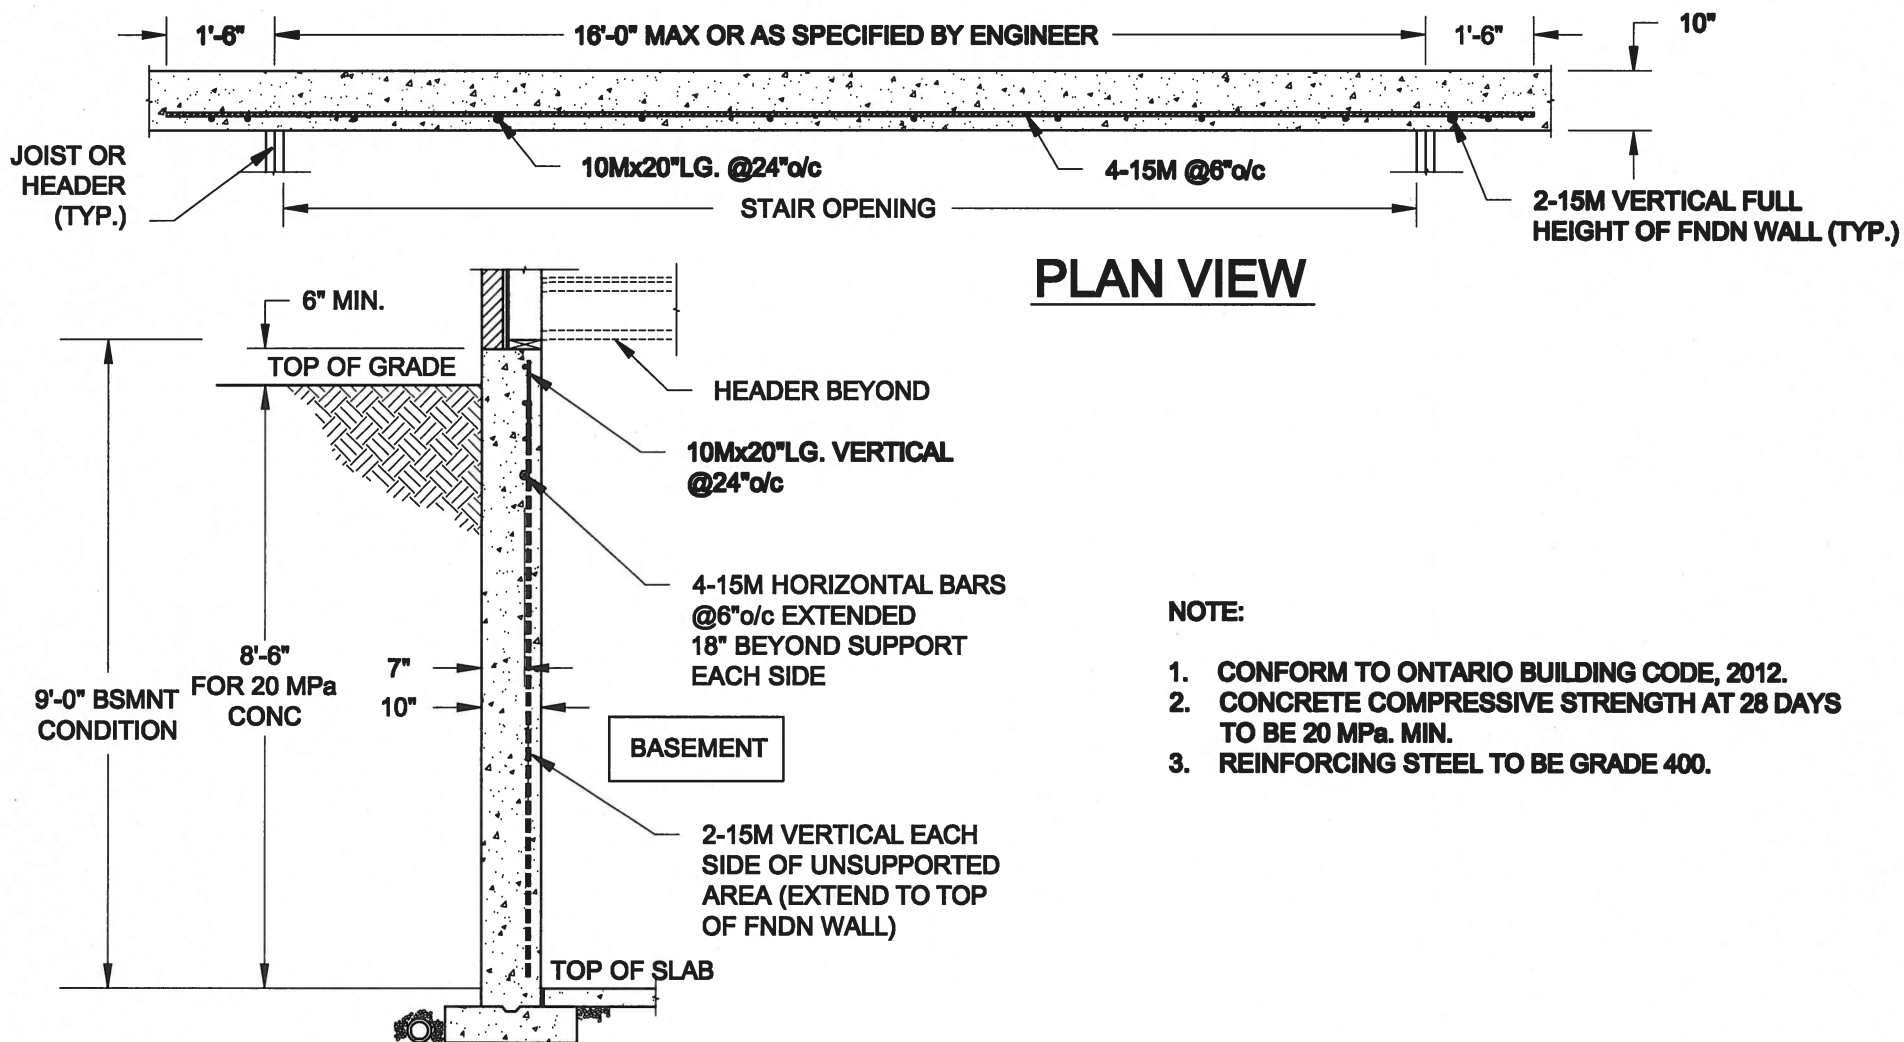 1'-6"
16'-0" MAX OR AS SPECIFIED BY ENGINEER
1'-6"
10"
JOIST OR
HEADER
(TYP.)
10Mx20"LG. @24"o/c
4-15M @6"o/c
STAIR OPENING
2-15M VERTICAL FULL
HEIGHT OF FNDN WALL (TYP.)
PLAN VIEW
6" MIN.
TOP OF GRADE
HEADER BEYOND
10Mx20"LG. VERTICAL
@24"o/c
4-15M HORIZONTAL BARS
@6"o/c EXTENDED
18" BEYOND SUPPORT
EACH SIDE
8'-6"
FOR 20 MPa
CONC
9'-0" BSMNT
CONDITION
7"
10"
BASEMENT
2-15M VERTICAL EACH
SIDE OF UNSUPPORTED
AREA (EXTEND TO TOP
OF FNDN WALL)
TOP OF SLAB
NOTE:
1. CONFORM TO ONTARIO BUILDING CODE, 2012.
2. CONCRETE COMPRESSIVE STRENGTH AT 28 DAYS
TO BE 20 MPa. MIN.
3. REINFORCING STEEL TO BE GRADE 400.